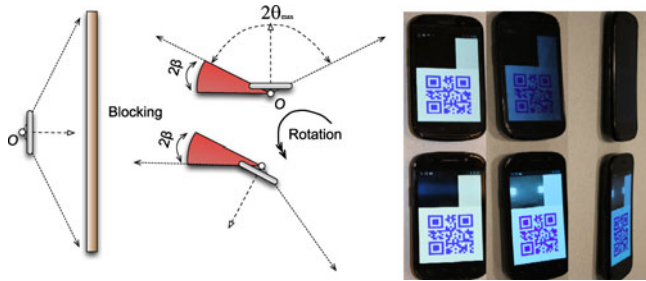 2θmax
2β
O
Blocking
Rotation
O
2β